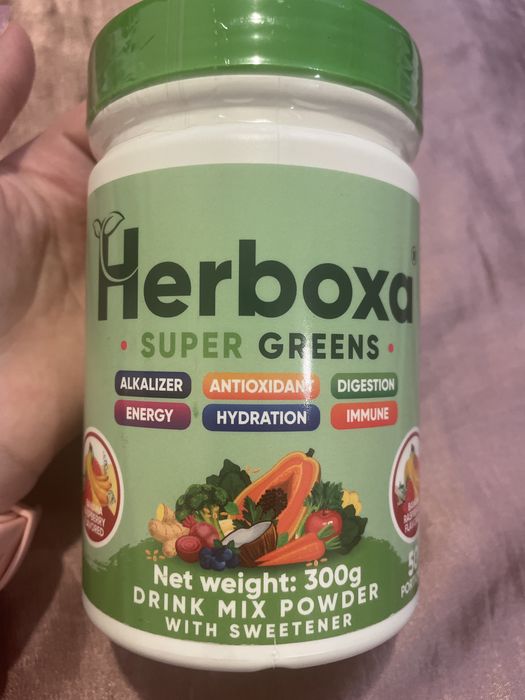 Herboxa®
• SUPER GREENS •
ALKALIZER ANTIOXIDANT DIGESTION
ENERGY HYDRATION IMMUNE
Net weight: 300g
DRINK MIX POWDER
WITH SWEETENER